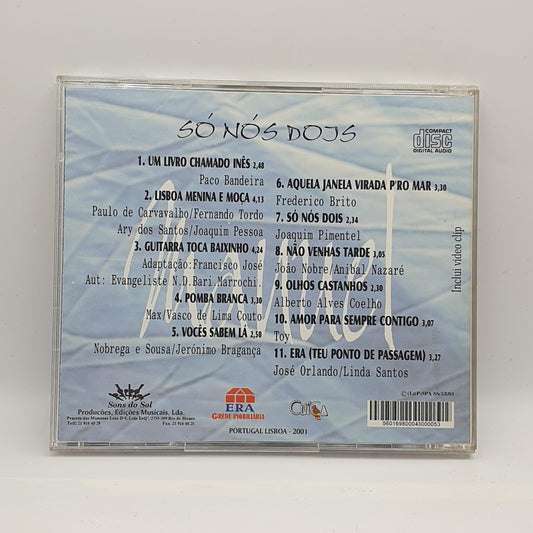 SÓ NÓS DOIS
COMPACT
disc
DIGITAL AUDIO
1. UM LIVRO CHAMADO INÊS 2,48
Paco Bandeira
2. LISBOA MENINA E MOÇA 4,13
Paulo de Carvavalho/Fernando Tordo
Ary dos Santos/Joaquim Pessoa
3. GUITARRA TOCA BAIXINHO 4,24
Adaptação:Francisco José
Aut: Evangeliste N.D.Bari.Marrochi.
4. POMBA BRANCA 3,30
Max/Vasco de Lima Couto
5. VOCÊS SABEM LÁ 2,50
Nobrega e Sousa/Jerónimo Bragança
6. AQUELA JANELA VIRADA P'RO MAR 3,30
Frederico Brito
7. SÓ NÓS DOIS 2,34
Joaquim Pimentel
8. NÃO VENHAS TARDE 3,05
João Nobre/Anibal Nazaré
9. OLHOS CASTANHOS 2,30
Alberto Alves Coelho
10. AMOR PARA SEMPRE CONTIGO 3,07
Toy
11. ERA (TEU PONTO DE PASSAGEM) 3,27
José Orlando/Linda Santos
Inclui video clip
Sons do Sol
Producões, Edições Musicais, Lda.
ERA
PORTUGAL LISBOA - 2001
560169800043000053